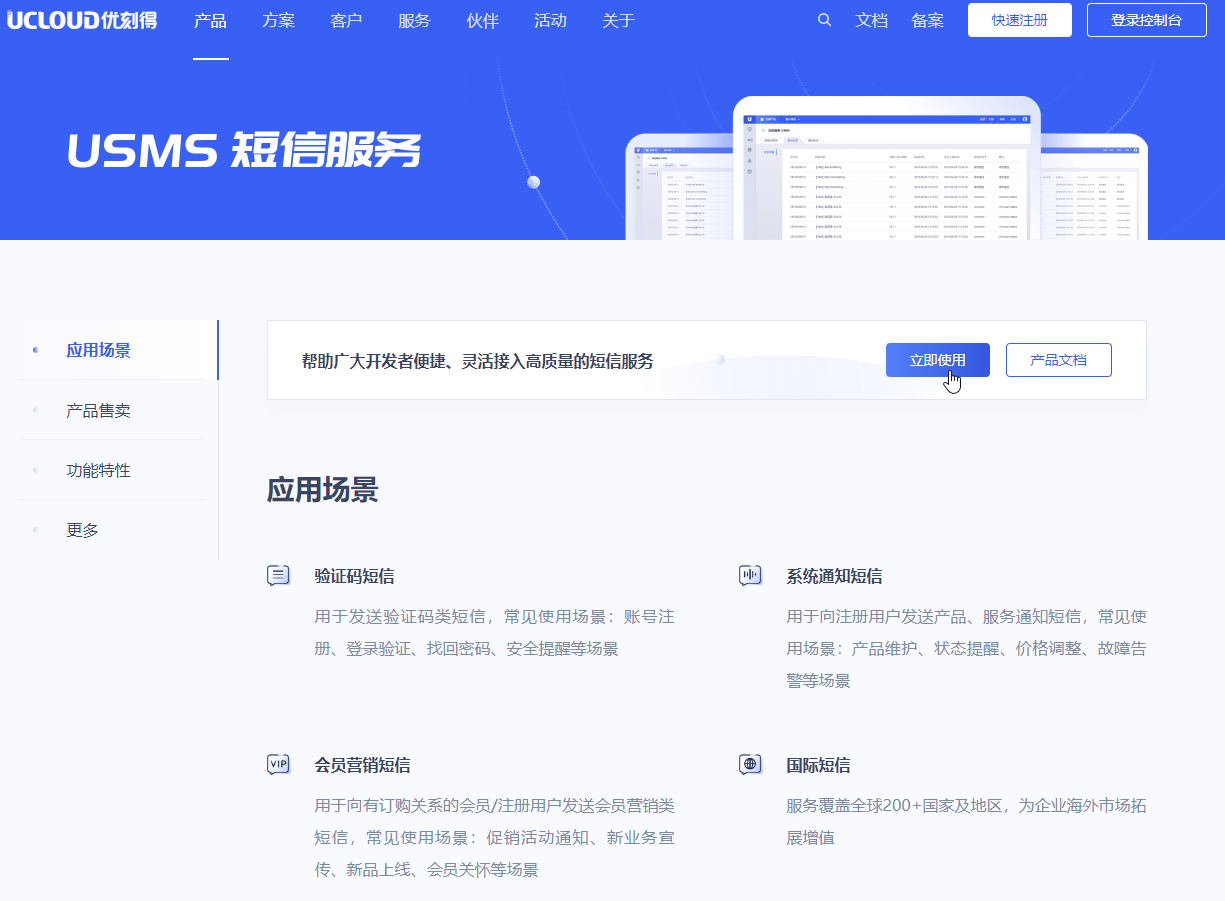 UCLOUD优刻得
产品 方案 客户 服务 伙伴 活动 关于 文档 备案 快速注册 登录控制台
USMS 短信服务
应用场景
产品售卖
功能特性
更多
帮助广大开发者便捷、灵活接入高质量的短信服务 立即使用 产品文档
应用场景
验证码短信
用于发送验证码类短信，常见使用场景：账号注
册、登录验证、找回密码、安全提醒等场景
系统通知短信
用于向注册用户发送产品、服务通知短信，常见使
用场景：产品维护、状态提醒、价格调整、故障告
警等场景
VIP
会员营销短信
用于向有订购关系的会员/注册用户发送会员营销类
短信，常见使用场景：促销活动通知、新业务宣
传、新品上线、会员关怀等场景
国际短信
服务覆盖全球200+国家及地区，为企业海外市场拓
展增值